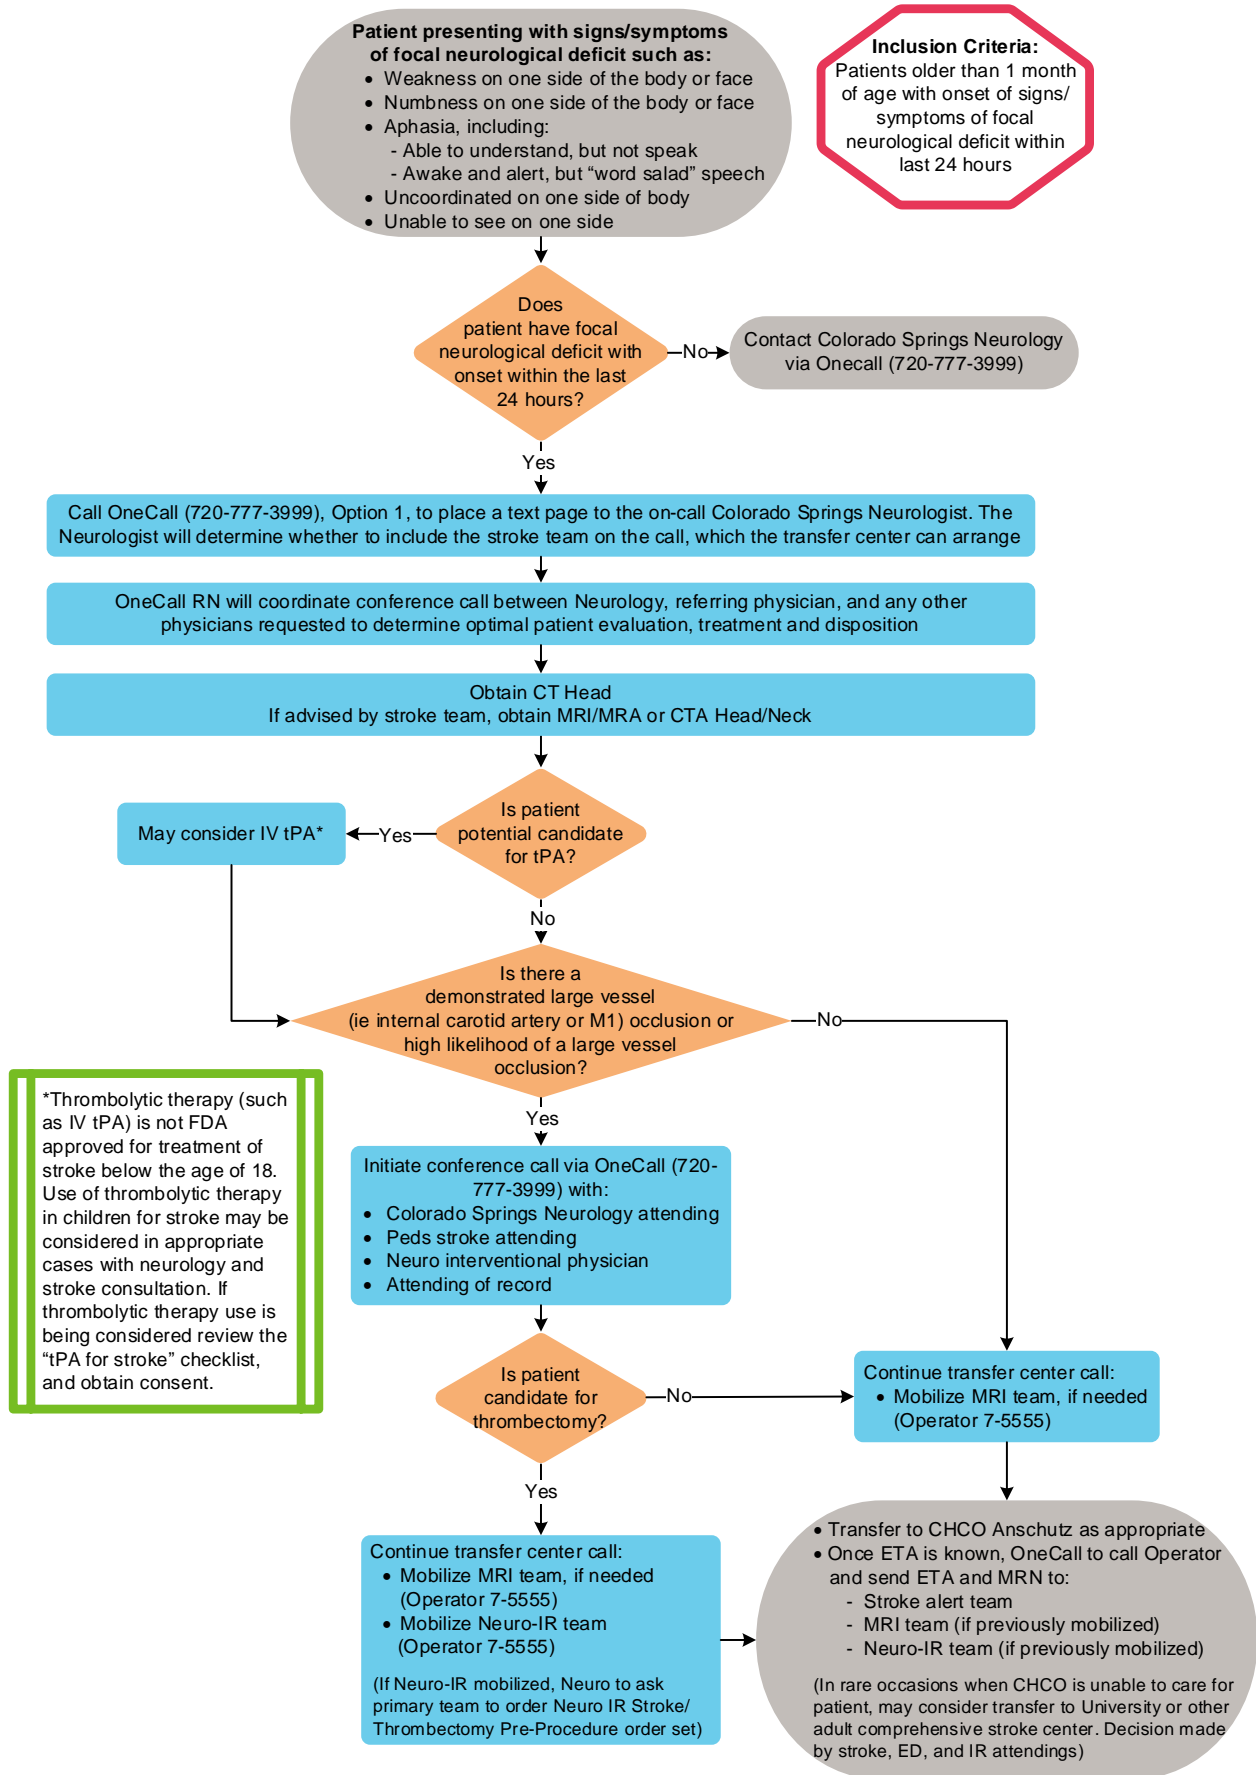 Patient presenting with signs/symptoms
of focal neurological deficit such as:
• Weakness on one side of the body or face
• Numbness on one side of the body or face
• Aphasia, including:
- Able to understand, but not speak
- Awake and alert, but “word salad” speech
• Uncoordinated on one side of body
• Unable to see on one side
Inclusion Criteria:
Patients older than 1 month
of age with onset of signs/
symptoms of focal
neurological deficit within
last 24 hours
Does
patient have focal
neurological deficit with
onset within the last
24 hours?
No
Contact Colorado Springs Neurology
via Onecall (720-777-3999)
Yes
Call OneCall (720-777-3999), Option 1, to place a text page to the on-call Colorado Springs Neurologist. The
Neurologist will determine whether to include the stroke team on the call, which the transfer center can arrange
OneCall RN will coordinate conference call between Neurology, referring physician, and any other
physicians requested to determine optimal patient evaluation, treatment and disposition
Obtain CT Head
If advised by stroke team, obtain MRI/MRA or CTA Head/Neck
Is patient
potential candidate
for tPA?
Yes
May consider IV tPA*
No
Is there a
demonstrated large vessel
(ie internal carotid artery or M1) occlusion or
high likelihood of a large vessel
occlusion?
No
Yes
*Thrombolytic therapy (such
as IV tPA) is not FDA
approved for treatment of
stroke below the age of 18.
Use of thrombolytic therapy
in children for stroke may be
considered in appropriate
cases with neurology and
stroke consultation. If
thrombolytic therapy use is
being considered review the
“tPA for stroke” checklist,
and obtain consent.
Initiate conference call via OneCall (720-
777-3999) with:
• Colorado Springs Neurology attending
• Peds stroke attending
• Neuro interventional physician
• Attending of record
Is patient
candidate for
thrombectomy?
No
Continue transfer center call:
• Mobilize MRI team, if needed
(Operator 7-5555)
Yes
Continue transfer center call:
• Mobilize MRI team, if needed
(Operator 7-5555)
• Mobilize Neuro-IR team
(Operator 7-5555)
(If Neuro-IR mobilized, Neuro to ask
primary team to order Neuro IR Stroke/
Thrombectomy Pre-Procedure order set)
• Transfer to CHCO Anschutz as appropriate
• Once ETA is known, OneCall to call Operator
and send ETA and MRN to:
- Stroke alert team
- MRI team (if previously mobilized)
- Neuro-IR team (if previously mobilized)
(In rare occasions when CHCO is unable to care for
patient, may consider transfer to University or other
adult comprehensive stroke center. Decision made
by stroke, ED, and IR attendings)